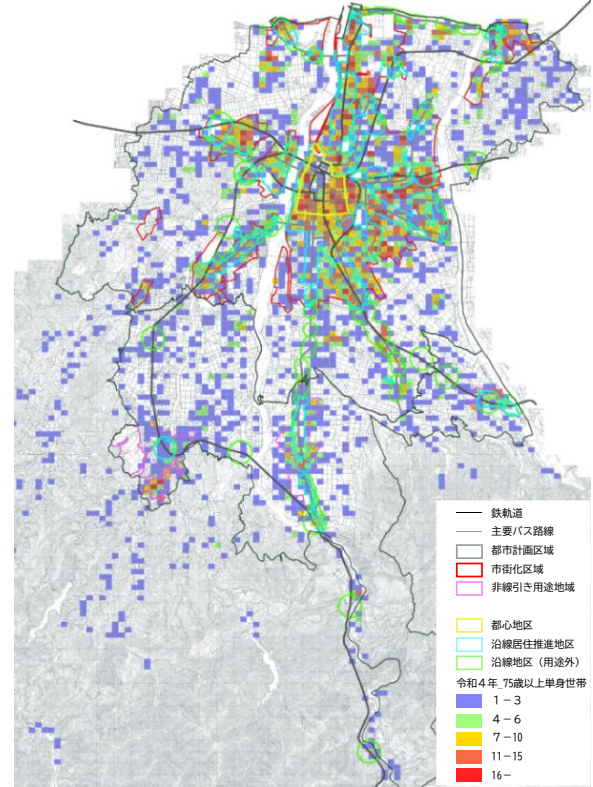 鉄軌道
主要バス路線
都市計画区域
市街化区域
非線引き用途地域
都心地区
沿線居住推進地区
沿線地区（用途外）
令和４年_75歳以上単身世帯
１－３
４－６
７－10
11－15
16－